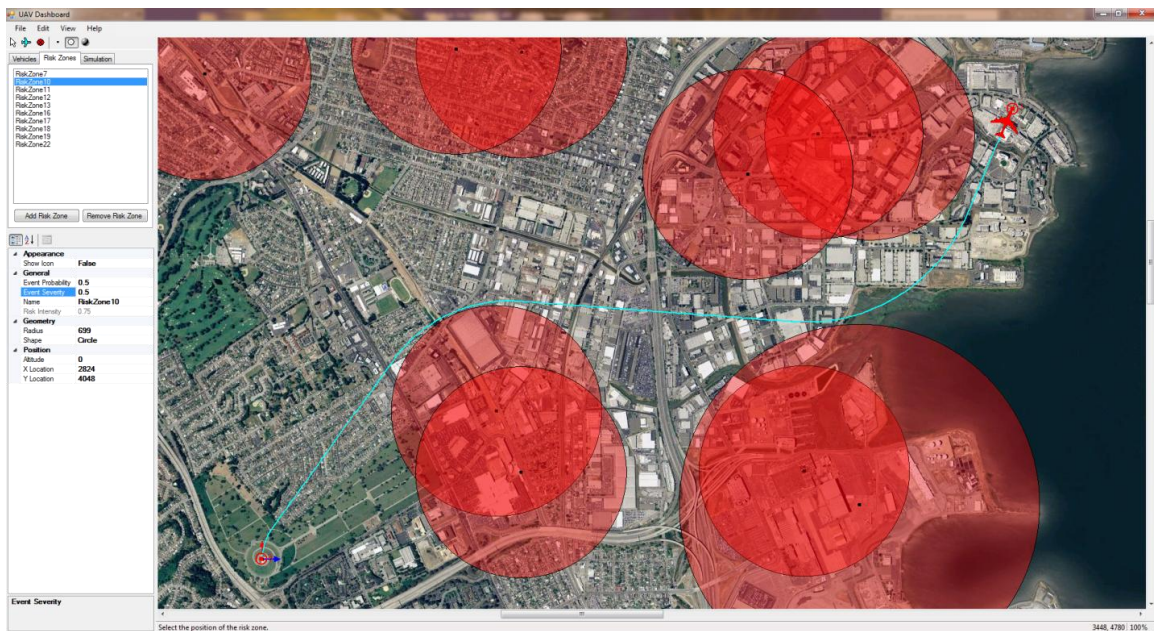 UAV Dashboard
File Edit View Help
Vehicles Risk Zones Simulation
RiskZone7
RiskZone10
RiskZone11
RiskZone12
RiskZone13
RiskZone16
RiskZone17
RiskZone18
RiskZone19
RiskZone22
Add Risk Zone Remove Risk Zone
Appearance
Show Icon False
General
Event Probability 0.5
Event Severity 0.5
Name RiskZone10
Risk Intensity 0.75
Geometry
Radius 699
Shape Circle
Position
Altitude 0
X Location 2824
Y Location 4048
Event Severity
Select the position of the risk zone. 3448, 4780 100%